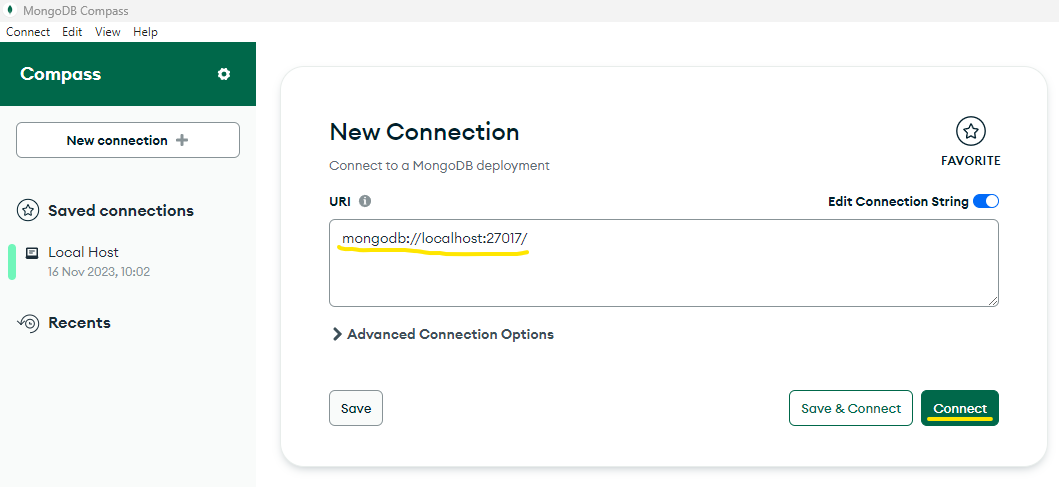 MongoDB Compass
Connect Edit View Help
Compass
New connection
Saved connections
Local Host
16 Nov 2023, 10:02
Recents
New Connection
Connect to a MongoDB deployment
FAVORITE
URI
Edit Connection String
mongodb://localhost:27017/
Advanced Connection Options
Save
Save & Connect
Connect